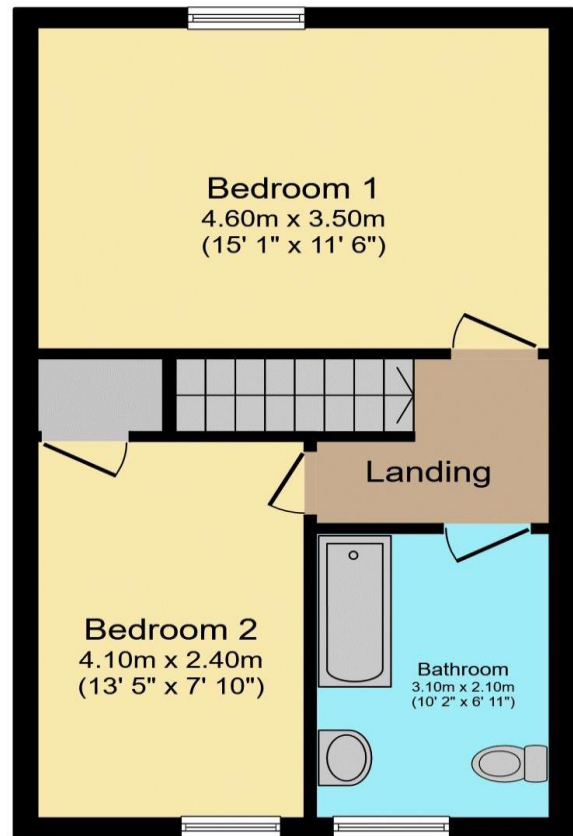 Bedroom 1
4.60m x 3.50m
(15' 1" x 11' 6")
Landing
Bedroom 2
4.10m x 2.40m
(13' 5" x 7' 10")
Bathroom
3.10m x 2.10m
(10' 2" x 6' 11")